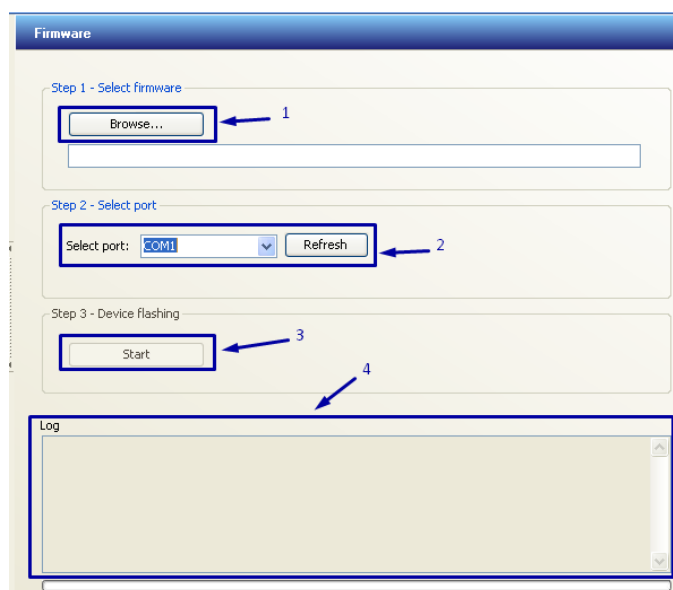 Firmware
Step 1 - Select firmware
Browse...
1
Step 2 - Select port
Select port: COM1 Refresh
2
Step 3 - Device flashing
Start
3
4
Log